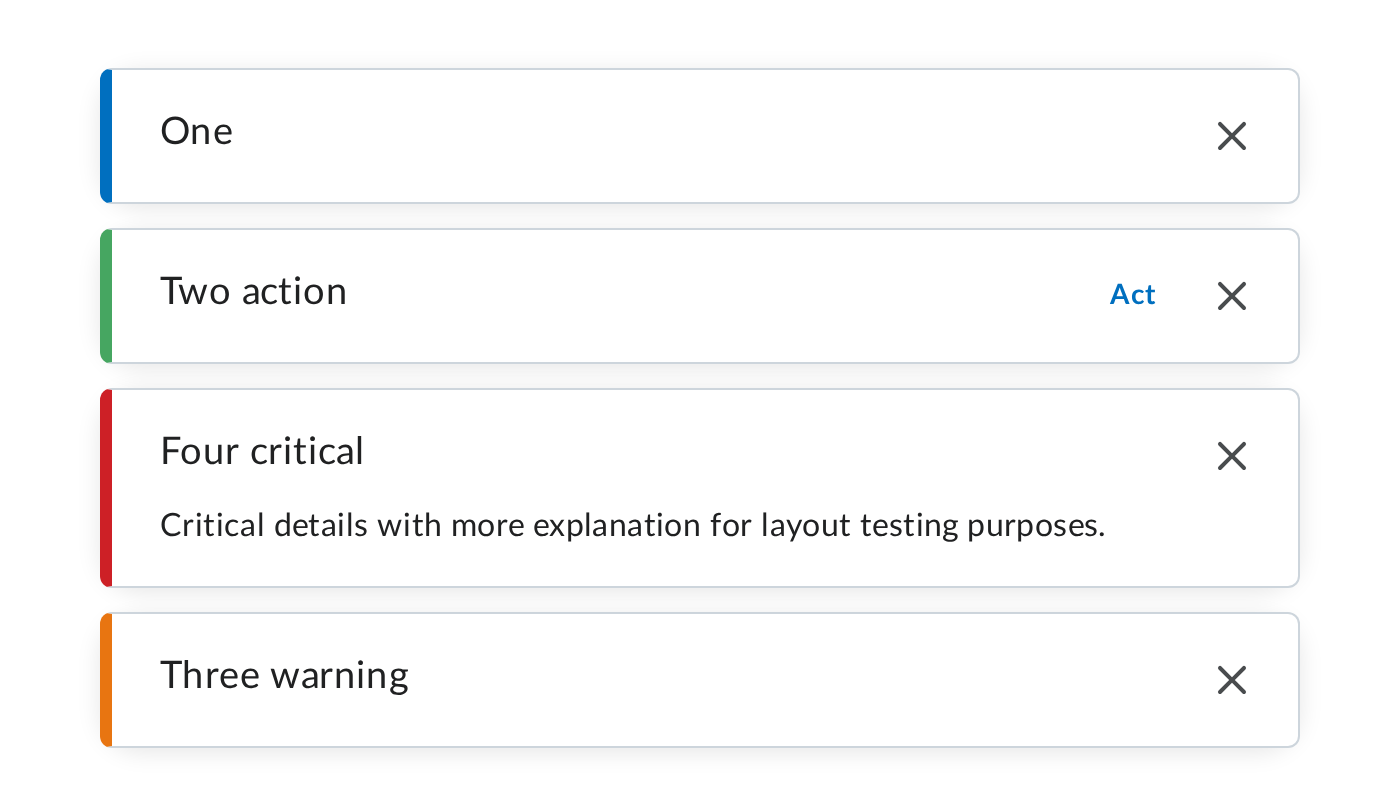 One
Two action
Act
Four critical
Critical details with more explanation for layout testing purposes.
Three warning